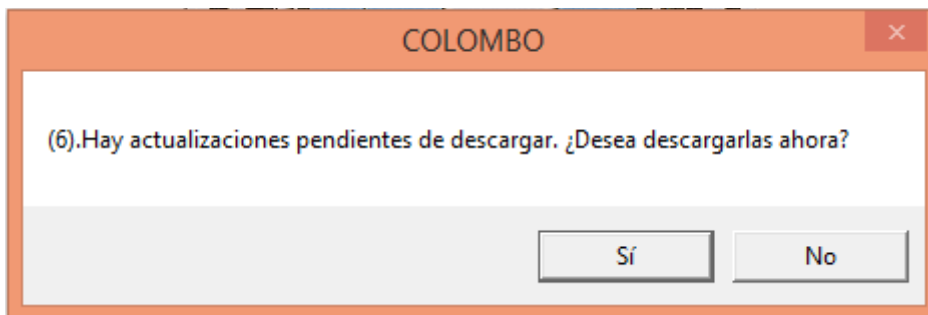 COLOMBO
(6).Hay actualizaciones pendientes de descargar. ¿Desea descargarlas ahora?
Sí
No